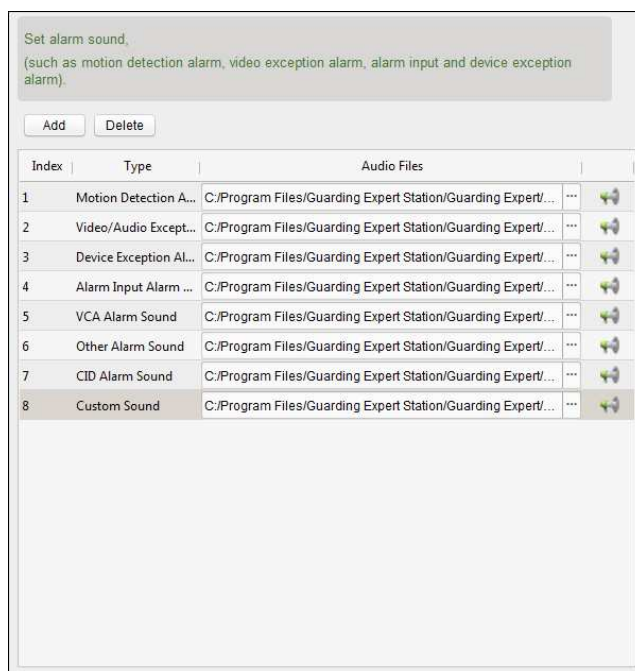 Set alarm sound,
(such as motion detection alarm, video exception alarm, alarm input and device exception
alarm).
Add Delete
Index Type Audio Files
1 Motion Detection A... C:/Program Files/Guarding Expert Station/Guarding Expert/... ...
2 Video/Audio Except... C:/Program Files/Guarding Expert Station/Guarding Expert/... ...
3 Device Exception Al... C:/Program Files/Guarding Expert Station/Guarding Expert/... ...
4 Alarm Input Alarm ... C:/Program Files/Guarding Expert Station/Guarding Expert/... ...
5 VCA Alarm Sound C:/Program Files/Guarding Expert Station/Guarding Expert/... ...
6 Other Alarm Sound C:/Program Files/Guarding Expert Station/Guarding Expert/... ...
7 CID Alarm Sound C:/Program Files/Guarding Expert Station/Guarding Expert/... ...
8 Custom Sound C:/Program Files/Guarding Expert Station/Guarding Expert/... ...